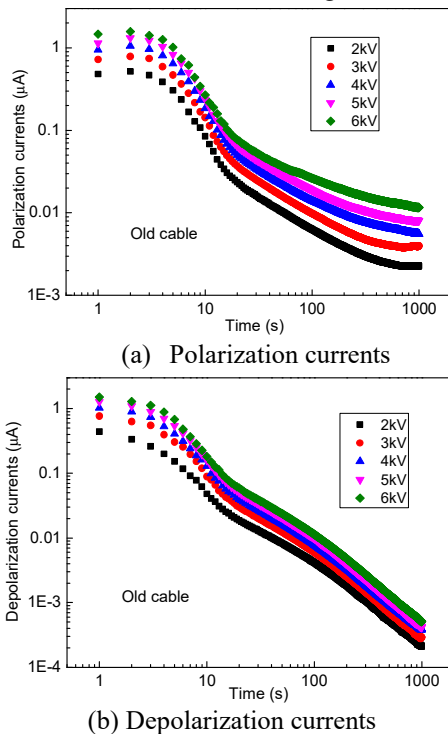 Polarization currents (μA)
1
0.1
0.01
1E-3
2kV
3kV
4kV
5kV
6kV
Old cable
1 10 100 1000
Time (s)
(a) Polarization currents
Depolarization currents (μA)
1
0.1
0.01
1E-3
1E-4
2kV
3kV
4kV
5kV
6kV
Old cable
1 10 100 1000
Time (s)
(b) Depolarization currents